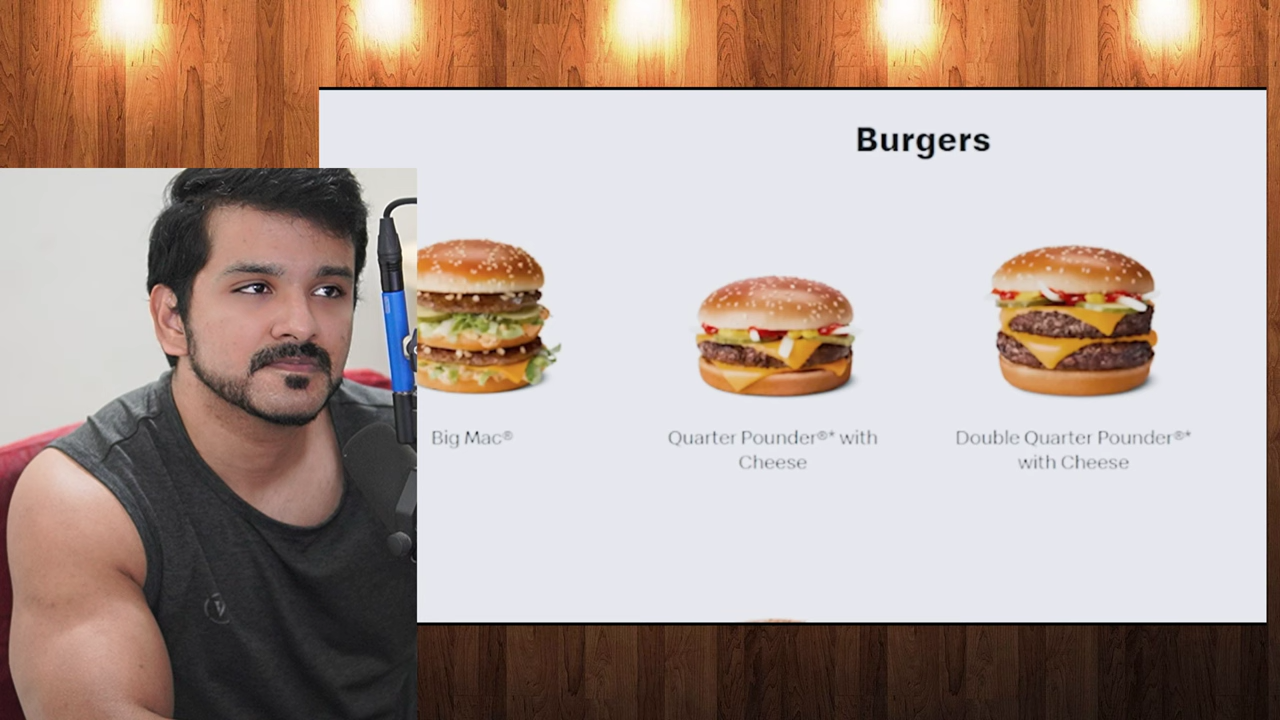 Burgers
Big Mac®
Quarter Pounder®* with
Cheese
Double Quarter Pounder®*
with Cheese